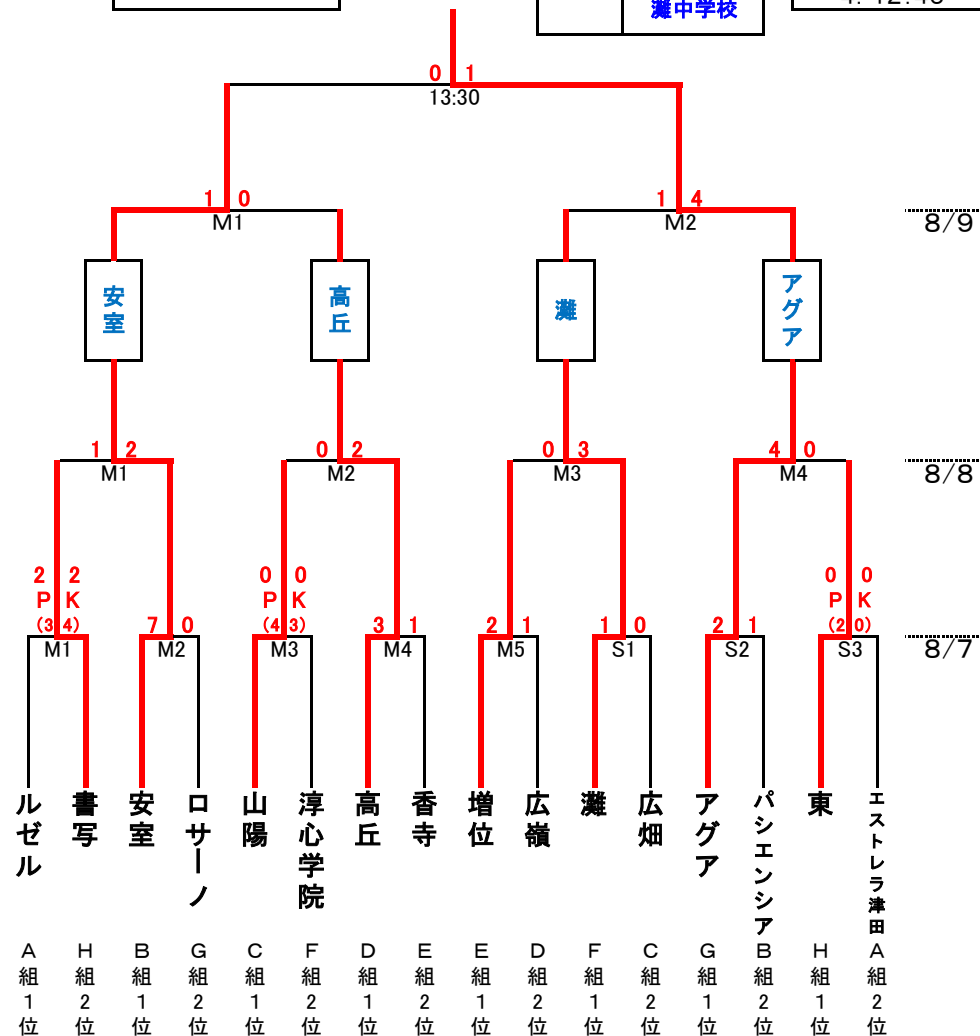 灘中学校
0 1
13:30
1 0
M1
1 4
M2
8/9
安室
高丘
灘
アグア
1 2
M1
0 2
M2
0 3
M3
4 0
M4
8/8
2 2
PK
(3 4)
M1
7 0
M2
0 0
PK
(4 3)
M3
3 1
M4
2 1
M5
1 0
S1
2 1
S2
0 0
PK
(2 0)
S3
8/7
ルゼル
書写
安室
ロサーノ
山陽
淳心学院
高丘
香寺
増位
広嶺
灘
広畑
アグア
パシエンシア
東
エストレラ津田
A組1位
H組2位
B組1位
G組2位
C組1位
F組2位
D組1位
E組2位
E組1位
D組2位
F組1位
C組2位
G組1位
B組2位
H組1位
A組2位